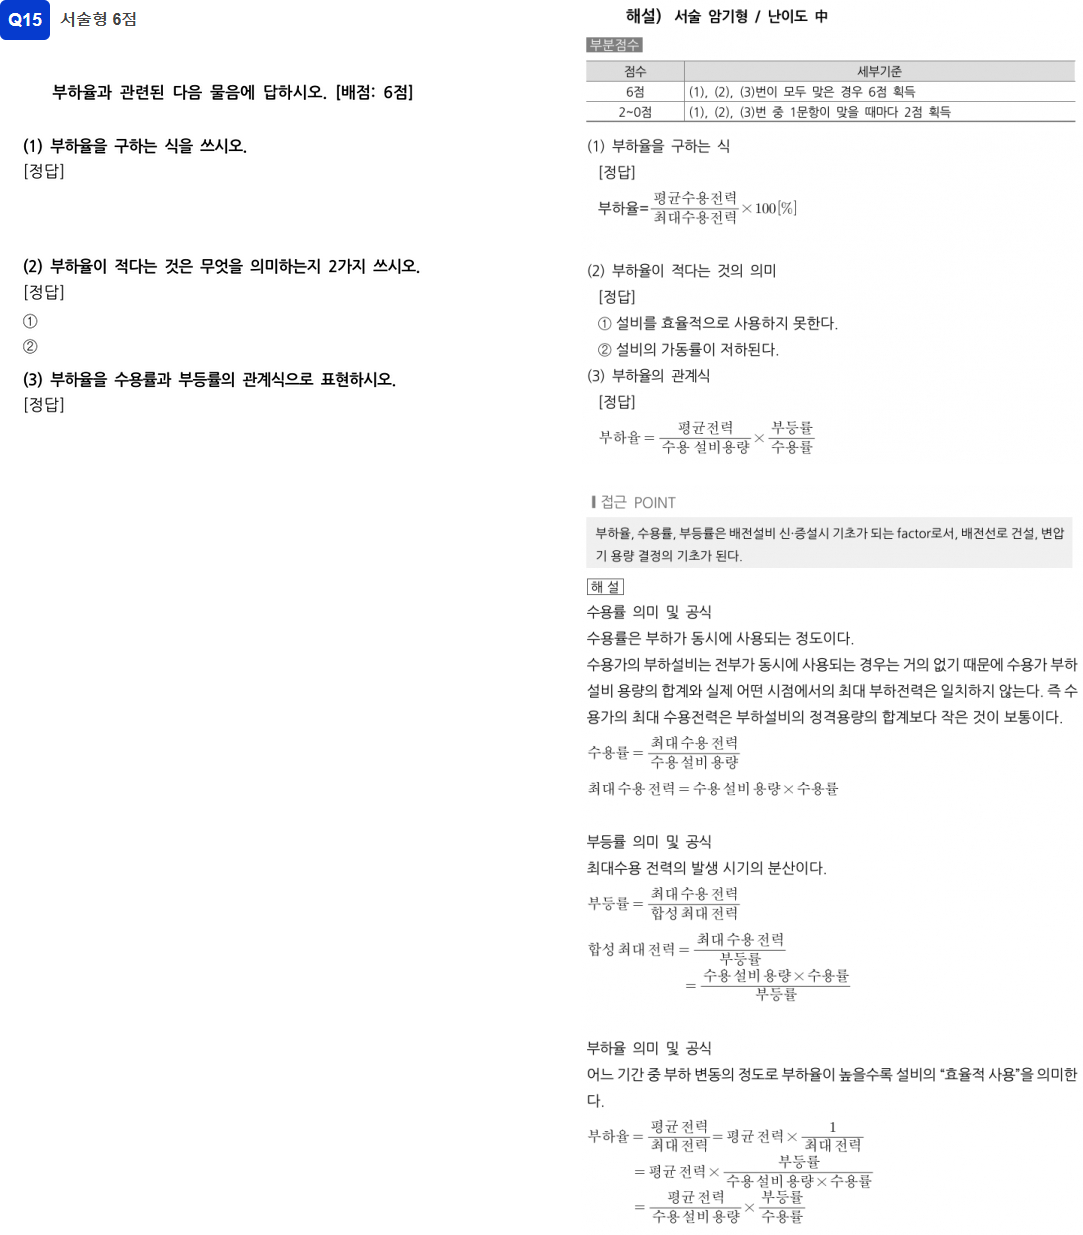 Q15 서술형 6점
부하율과 관련된 다음 물음에 답하시오. [배점: 6점]
(1) 부하율을 구하는 식을 쓰시오.
[정답]
(2) 부하율이 적다는 것은 무엇을 의미하는지 2가지 쓰시오.
[정답]
①
②
(3) 부하율을 수용률과 부등률의 관계식으로 표현하시오.
[정답]
해설) 서술 암기형 / 난이도 中
부분점수
점수 세부기준
6점 (1), (2), (3)번이 모두 맞은 경우 6점 획득
2~0점 (1), (2), (3)번 중 1문항이 맞을 때마다 2점 획득
(1) 부하율을 구하는 식
[정답]
부하율= 평균수용전력 / 최대수용전력 × 100[%]
(2) 부하율이 적다는 것의 의미
[정답]
① 설비를 효율적으로 사용하지 못한다.
② 설비의 가동률이 저하된다.
(3) 부하율의 관계식
[정답]
부하율 = 평균전력 / 수용 설비용량 × 부등률 / 수용률
접근 POINT
부하율, 수용률, 부등률은 배전설비 신·증설시 기초가 되는 factor로서, 배전선로 건설, 변압
기 용량 결정의 기초가 된다.
해 설
수용률 의미 및 공식
수용률은 부하가 동시에 사용되는 정도이다.
수용가의 부하설비는 전부가 동시에 사용되는 경우는 거의 없기 때문에 수용가 부하
설비 용량의 합계와 실제 어떤 시점에서의 최대 부하전력은 일치하지 않는다. 즉 수
용가의 최대 수용전력은 부하설비의 정격용량의 합계보다 작은 것이 보통이다.
수용률 = 최대 수용 전력 / 수용 설비 용량
최대 수용 전력 = 수용 설비 용량 × 수용률
부등률 의미 및 공식
최대수용 전력의 발생 시기의 분산이다.
부등률 = 최대 수용 전력 / 합성 최대 전력
합성 최대 전력 = 최대 수용 전력 / 부등률
= 수용 설비 용량 × 수용률 / 부등률
부하율 의미 및 공식
어느 기간 중 부하 변동의 정도로 부하율이 높을수록 설비의 “효율적 사용”을 의미한
다.
부하율 = 평균 전력 / 최대 전력 = 평균 전력 × 1 / 최대 전력
= 평균 전력 × 부등률 / 수용 설비 용량 × 수용률
= 평균 전력 / 수용 설비 용량 × 부등률 / 수용률